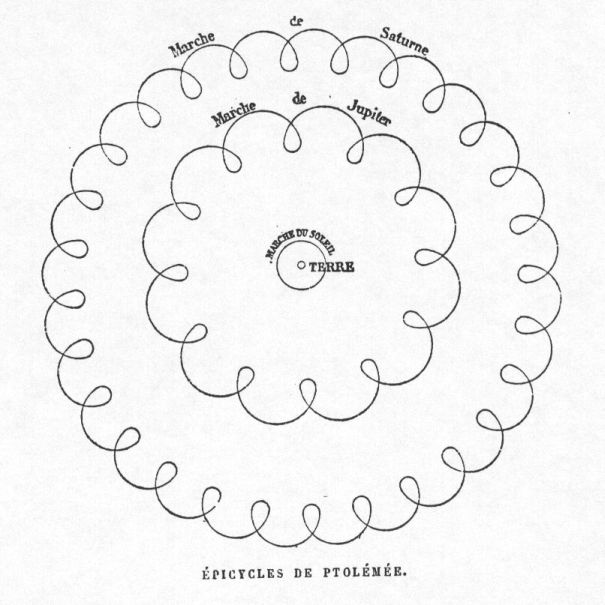 Marche de Saturne
Marche de Jupiter
MARCHE DU SOLEIL
TERRE
ÉPICYCLES DE PTOLÉMÉE.